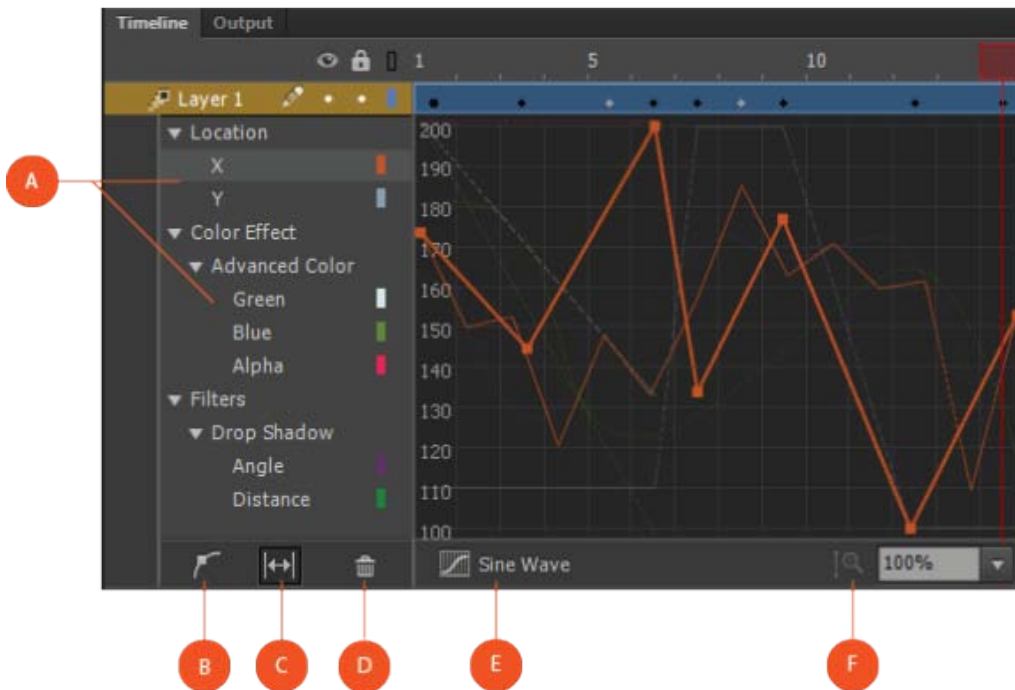 Timeline Output
1 5 10
Layer 1
Location
X
Y
Color Effect
Advanced Color
Green
Blue
Alpha
Filters
Drop Shadow
Angle
Distance
200
190
180
170
160
150
140
130
120
110
100
Sine Wave
100%
A
B C D E F